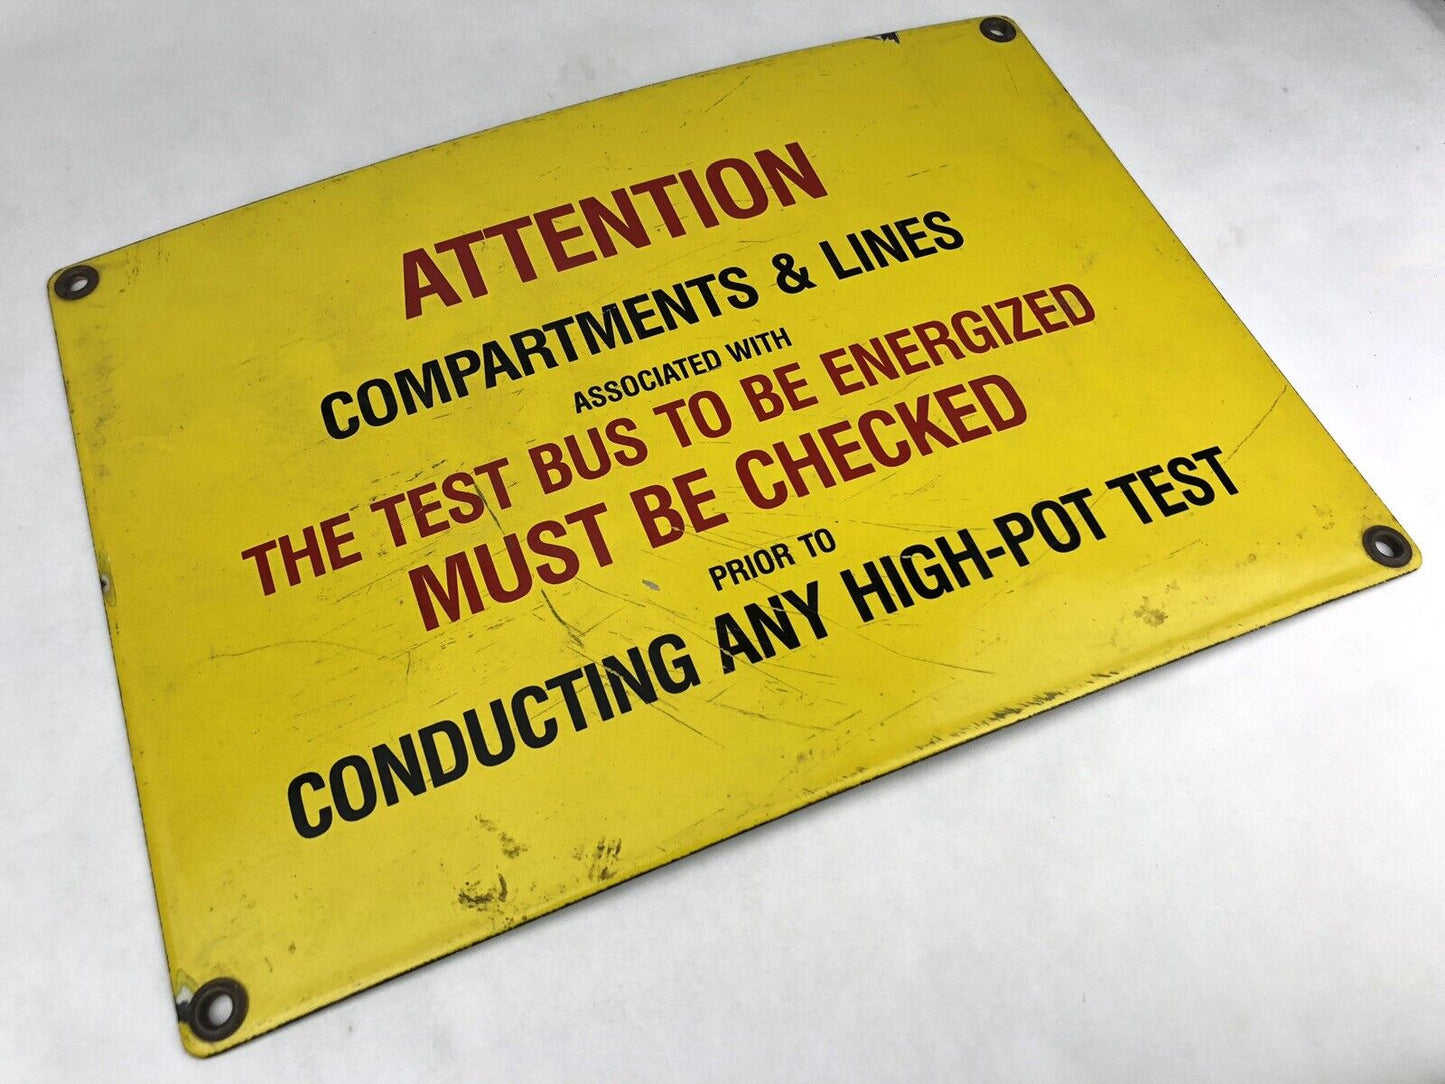 ATTENTION
COMPARTMENTS & LINES
ASSOCIATED WITH
THE TEST BUS TO BE ENERGIZED
MUST BE CHECKED
PRIOR TO
CONDUCTING ANY HIGH-POT TEST